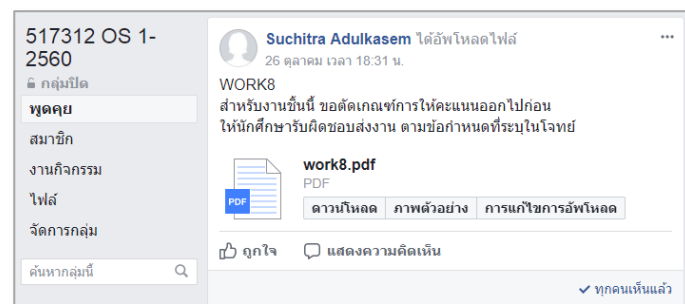 517312 OS 1-
2560
กลุ่มปิด
พูดคุย
สมาชิก
งานกิจกรรม
ไฟล์
จัดการกลุ่ม
ค้นหากลุ่มนี้
Suchitra Adulkasem ได้อัพโหลดไฟล์
26 ตุลาคม เวลา 18:31 น.
WORK8
สำหรับงานชิ้นนี้ ขอตัดเกณฑ์การให้คะแนนออกไปก่อน
ให้นักศึกษารับผิดชอบส่งงาน ตามข้อกำหนดที่ระบุในโจทย์
work8.pdf
PDF
PDF
ดาวน์โหลด ภาพตัวอย่าง การแก้ไขการอัพโหลด
ถูกใจ แสดงความคิดเห็น
ทุกคนเห็นแล้ว